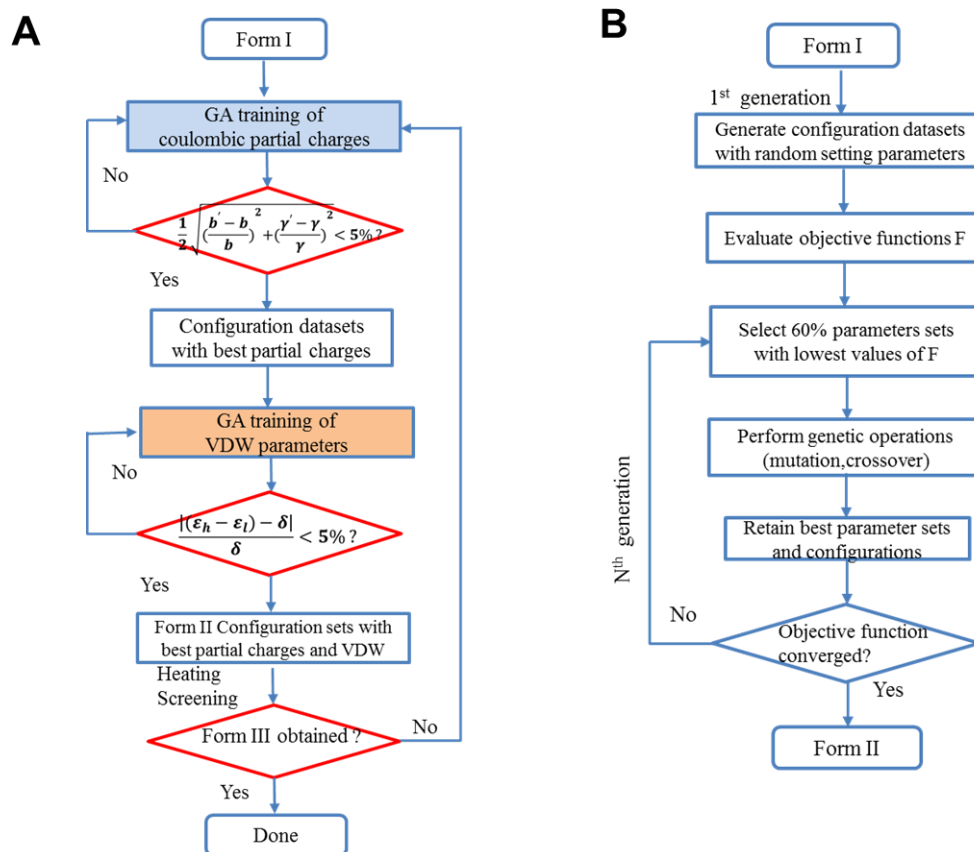 A
Form I
GA training of
coulombic partial charges
No
1/2 √((b′ − b / b)² + (γ′ − γ / γ)²) < 5% ?
Yes
Configuration datasets
with best partial charges
GA training of
VDW parameters
No
|(ε_h − ε_l) − δ| / δ < 5% ?
Yes
Form II Configuration sets with
best partial charges and VDW
Heating
Screening
Form III obtained ?
No
Yes
Done
B
Form I
1st generation
Generate configuration datasets
with random setting parameters
Evaluate objective functions F
Select 60% parameters sets
with lowest values of F
Perform genetic operations
(mutation,crossover)
Nth generation
Retain best parameter sets
and configurations
No
Objective function
converged?
Yes
Form II